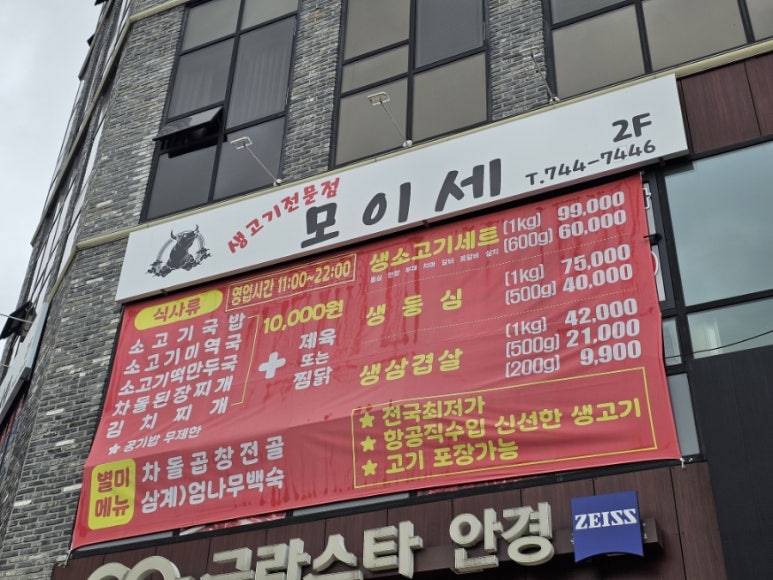 생고기전문점
모이세
2F
T.744-7446
식사류
영업시간 11:00~22:00
소고기국밥
소고기미역국
소고기떡만두국
차돌된장찌개
김치찌개
★ 공기밥 무제한
10,000원
+
제육
또는
찜닭
별미
메뉴
차돌곱창전골
삼계)엄나무백숙
생소고기세트
[1kg] 99,000
[600g] 60,000
생등심
[1kg] 75,000
[500g] 40,000
생삼겹살
[1kg] 42,000
[500g] 21,000
[200g] 9,900
★ 전국최저가
★ 항공직수입 신선한 생고기
★ 고기 포장가능
글라스타 안경
ZEISS